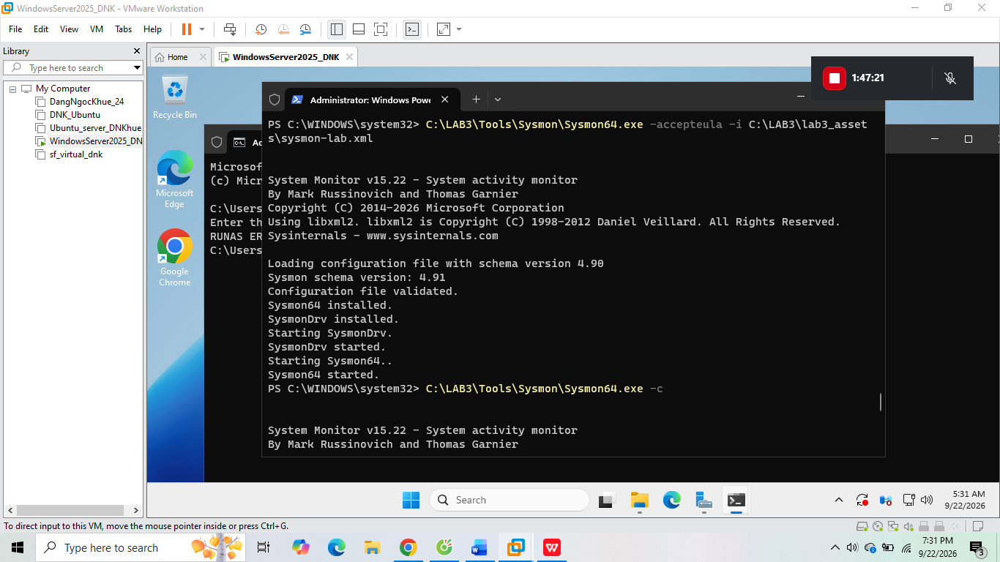 WindowsServer2025_DNK - VMware Workstation
File Edit View VM Tabs Help
Library
Type here to search
My Computer
DangNgocKhue_24
DNK_Ubuntu
Ubuntu_server_DNKhue
WindowsServer2025_DN
sf_virtual_dnk
Home
WindowsServer2025_DNK
1:47:21
Recycle Bin
Microsoft
Edge
Google
Chrome
Microsof
(c) Micr
C:\Users
Enter th
RUNAS ER
C:\Users
Administrator: Windows Powe
PS C:\WINDOWS\system32> C:\LAB3\Tools\Sysmon\Sysmon64.exe -accepteula -i C:\LAB3\lab3_asset
s\sysmon-lab.xml
System Monitor v15.22 - System activity monitor
By Mark Russinovich and Thomas Garnier
Copyright (C) 2014-2026 Microsoft Corporation
Using libxml2. libxml2 is Copyright (C) 1998-2012 Daniel Veillard. All Rights Reserved.
Sysinternals - www.sysinternals.com
Loading configuration file with schema version 4.90
Sysmon schema version: 4.91
Configuration file validated.
Sysmon64 installed.
SysmonDrv installed.
Starting SysmonDrv.
SysmonDrv started.
Starting Sysmon64..
Sysmon64 started.
PS C:\WINDOWS\system32> C:\LAB3\Tools\Sysmon\Sysmon64.exe -c
System Monitor v15.22 - System activity monitor
By Mark Russinovich and Thomas Garnier
Search
5:31 AM
9/22/2026
To direct input to this VM, move the mouse pointer inside or press Ctrl+G.
Type here to search
7:31 PM
9/22/2026
3